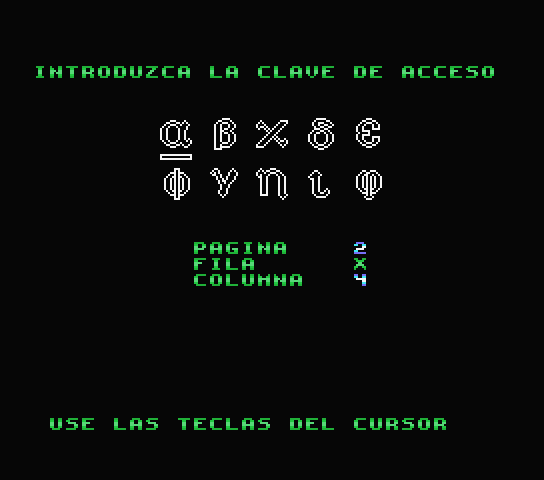 INTRODUZCA LA CLAVE DE ACCESO
α β χ δ ε
φ γ η ι φ
PAGINA 2
FILA X
COLUMNA 4
USE LAS TECLAS DEL CURSOR